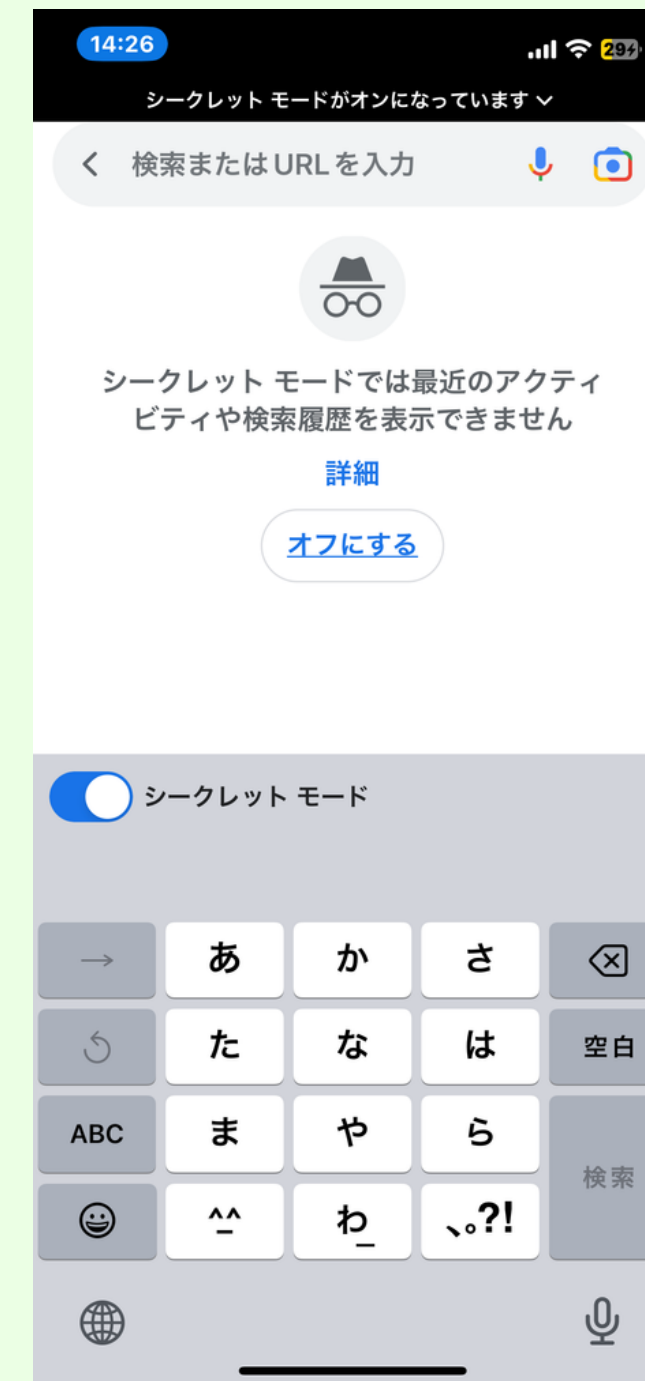 14:26
29
シークレット モードがオンになっています
検索または URL を入力
シークレット モードでは最近のアクティ
ビティや検索履歴を表示できません
詳細
オフにする
シークレット モード
→ あ か さ
た な は 空白
ABC ま や ら
検索
^^ わ 、。?!